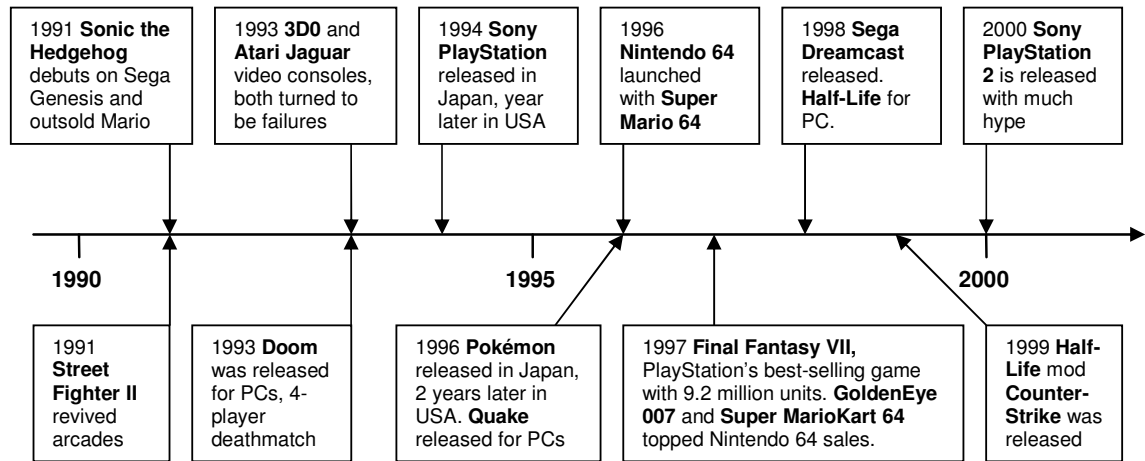 1991 Sonic the
Hedgehog
debuts on Sega
Genesis and
outsold Mario
1993 3D0 and
Atari Jaguar
video consoles,
both turned to
be failures
1994 Sony
PlayStation
released in
Japan, year
later in USA
1996
Nintendo 64
launched
with Super
Mario 64
1998 Sega
Dreamcast
released.
Half-Life for
PC.
2000 Sony
PlayStation
2 is released
with much
hype
1990
1995
2000
1991
Street
Fighter II
revived
arcades
1993 Doom
was released
for PCs, 4-
player
deathmatch
1996 Pokémon
released in Japan,
2 years later in
USA. Quake
released for PCs
1997 Final Fantasy VII,
PlayStation's best-selling game
with 9.2 million units. GoldenEye
007 and Super MarioKart 64
topped Nintendo 64 sales.
1999 Half-
Life mod
Counter-
Strike was
released